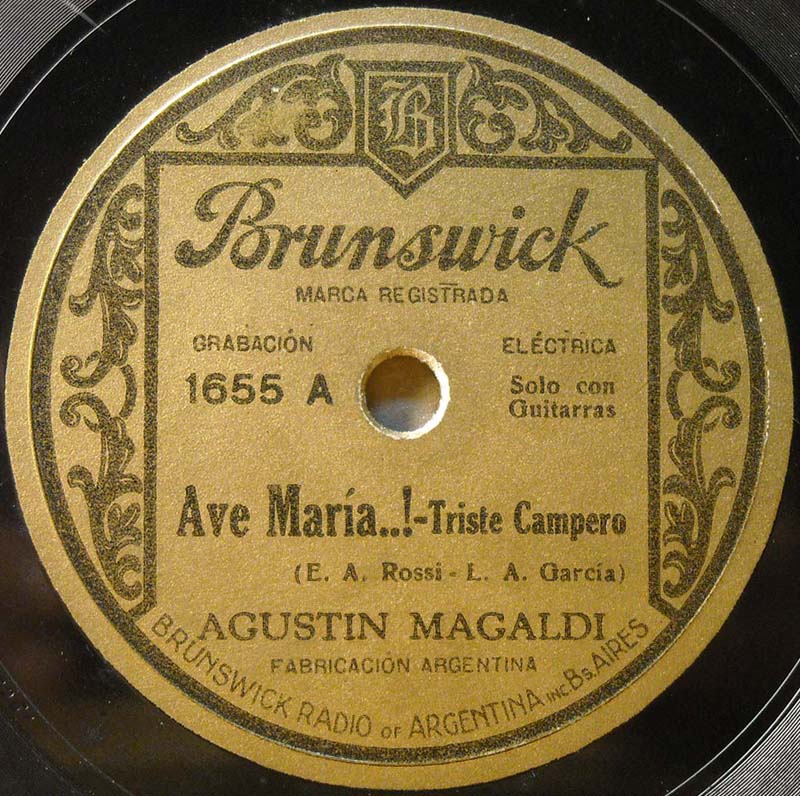 B
Brunswick
MARCA REGISTRADA
GRABACIÓN ELÉCTRICA
1655 A
Solo con
Guitarras
Ave María..!-Triste Campero
(E. A. Rossi - L. A. García)
AGUSTIN MAGALDI
FABRICACIÓN ARGENTINA
BRUNSWICK RADIO OF ARGENTINA INC. Bs. AIRES